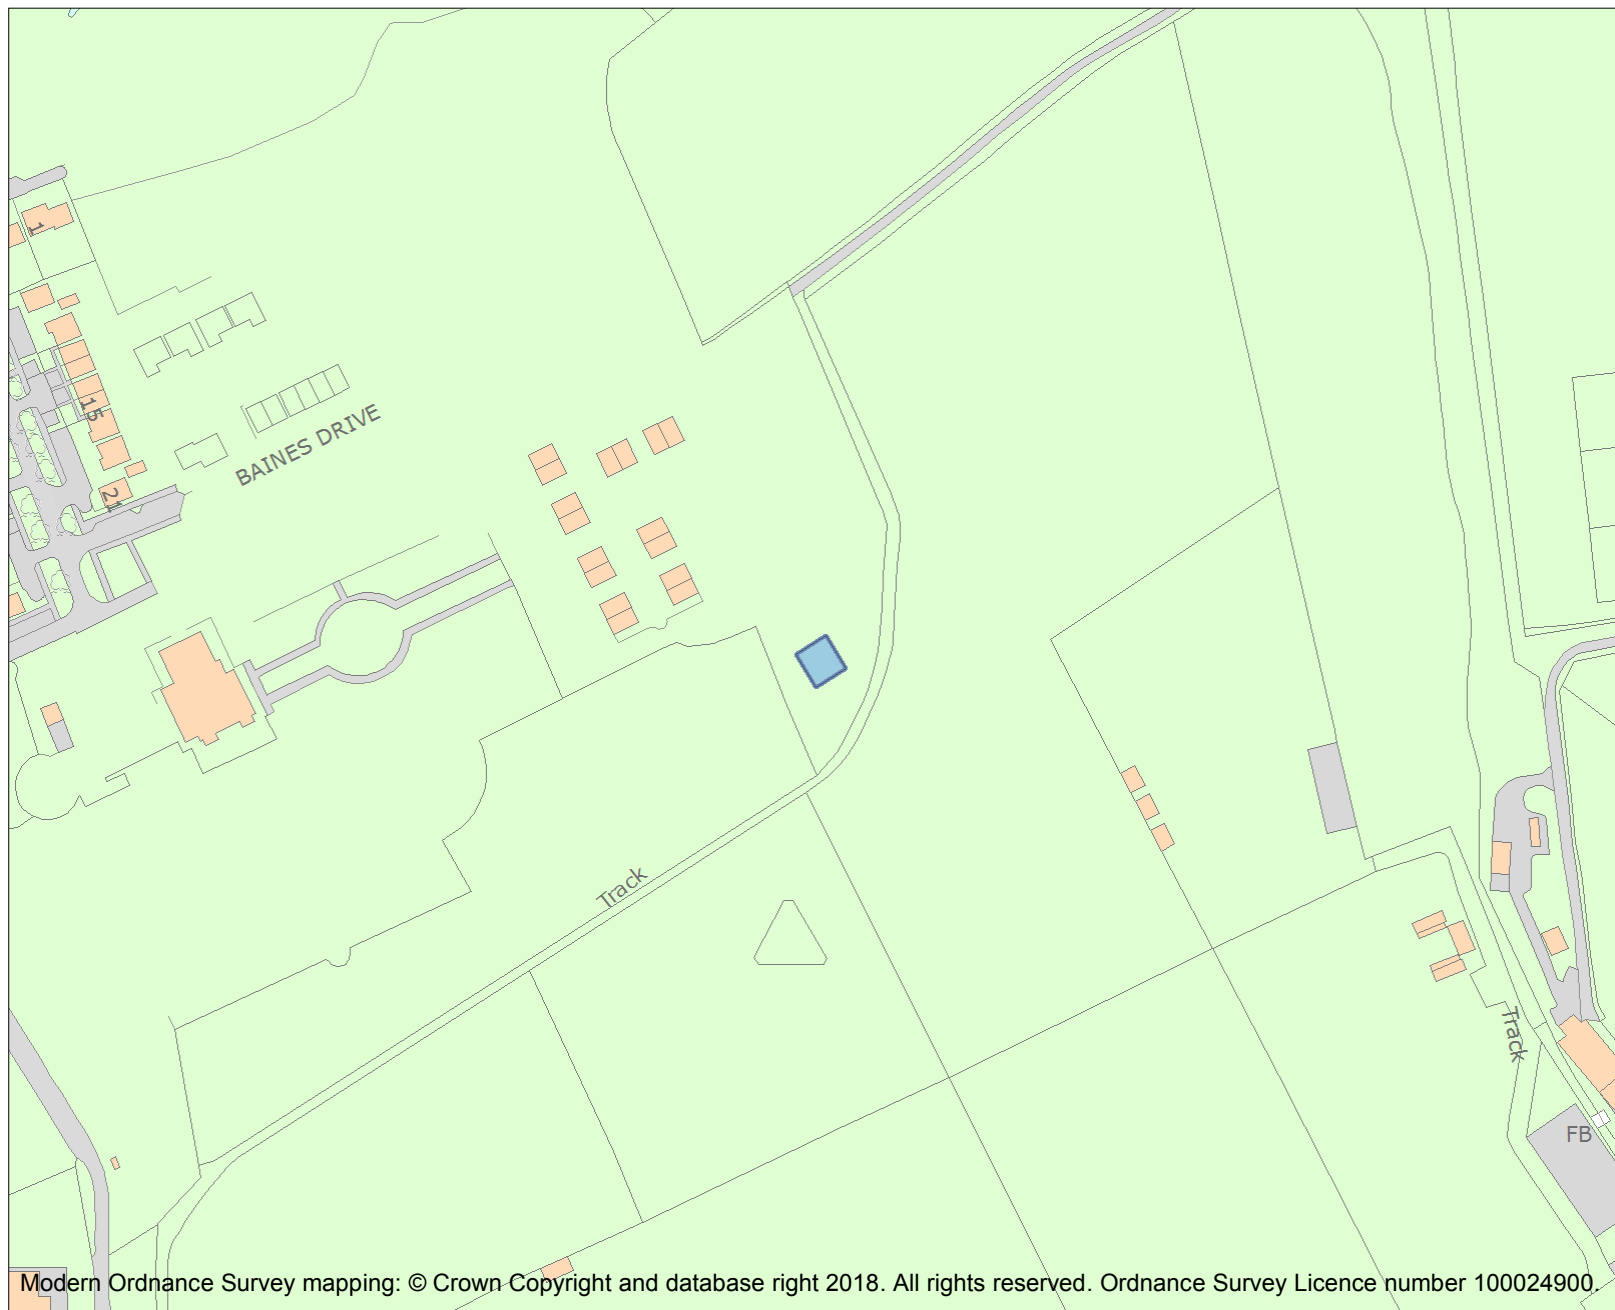 1
15
BAINES DRIVE
21
Track
Track
FB
Modern Ordnance Survey mapping: © Crown Copyright and database right 2018. All rights reserved. Ordnance Survey Licence number 100024900.